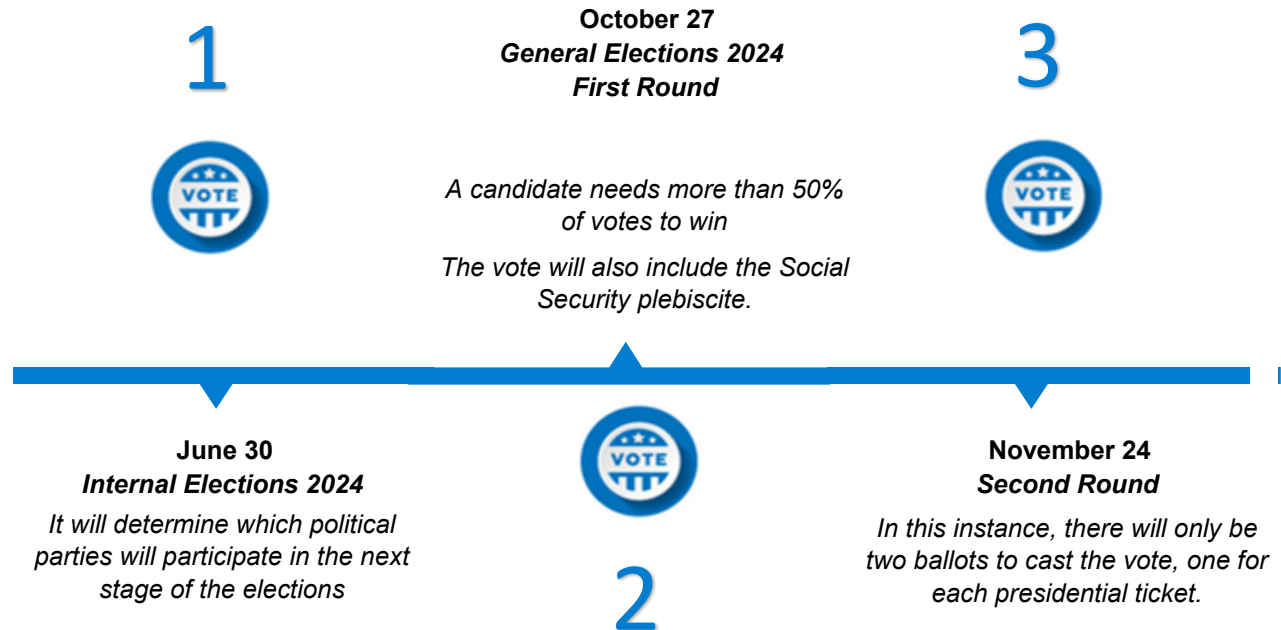 1
VOTE
June 30
Internal Elections 2024
It will determine which political
parties will participate in the next
stage of the elections
October 27
General Elections 2024
First Round
A candidate needs more than 50%
of votes to win
The vote will also include the Social
Security plebiscite.
VOTE
2
3
VOTE
November 24
Second Round
In this instance, there will only be
two ballots to cast the vote, one for
each presidential ticket.